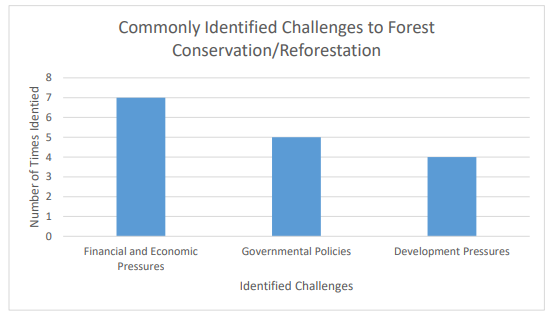 Commonly Identified Challenges to Forest
Conservation/Reforestation
Number of Times Identied
8
7
6
5
4
3
2
1
0
Financial and Economic
Pressures
Governmental Policies
Development Pressures
Identified Challenges